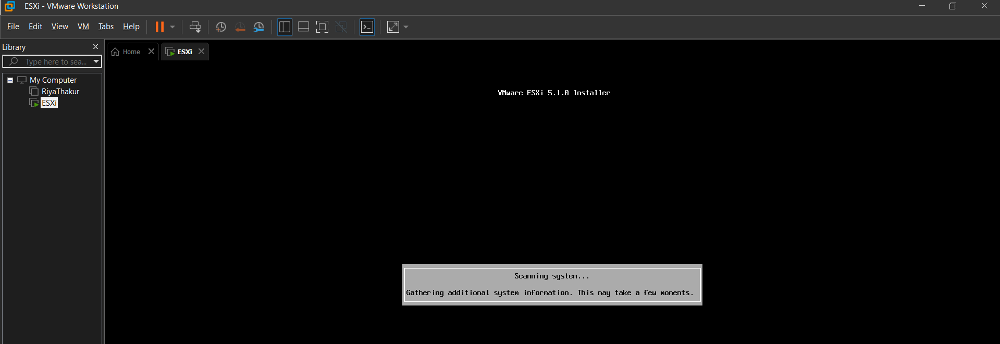 ESXi - VMware Workstation
File Edit View VM Tabs Help
Library
Type here to sea...
My Computer
RiyaThakur
ESXi
Home
ESXi
VMware ESXi 5.1.0 Installer
Scanning system...
Gathering additional system information. This may take a few moments.